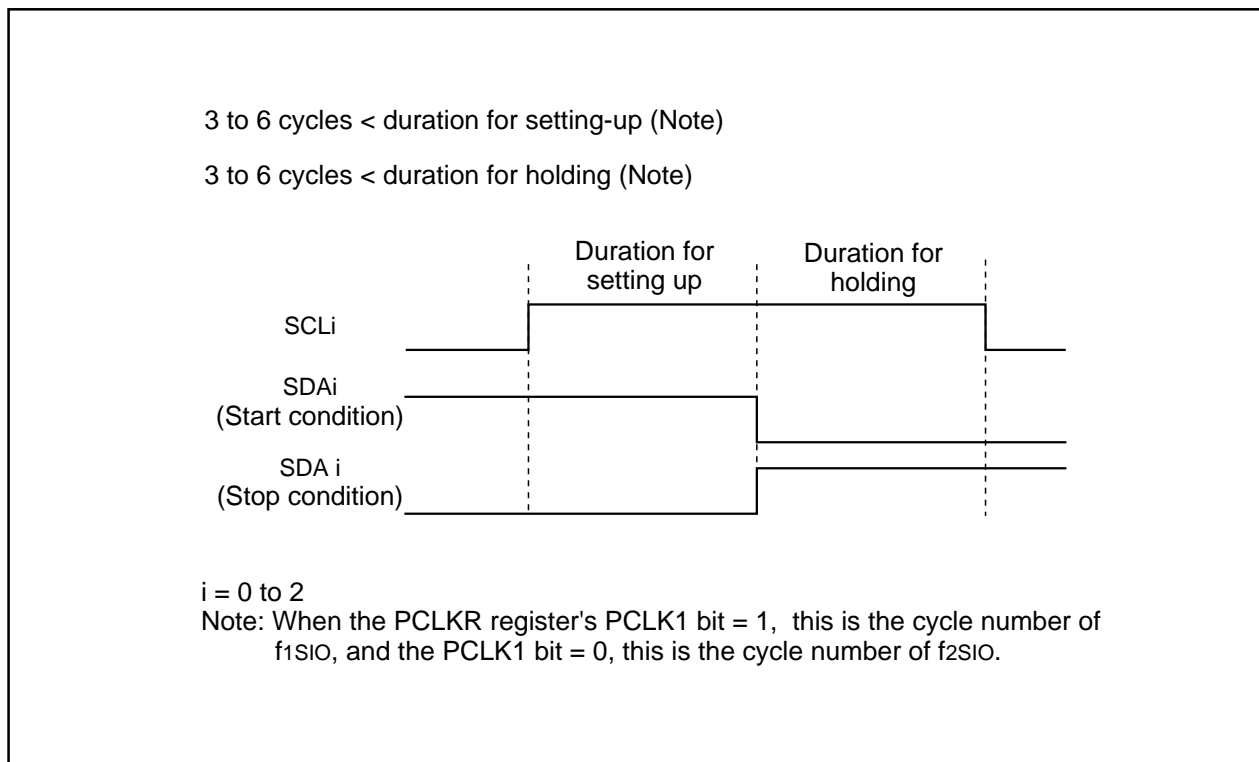 3 to 6 cycles < duration for setting-up (Note)
3 to 6 cycles < duration for holding (Note)
Duration for
setting up
Duration for
holding
SCLi
SDAi
(Start condition)
SDA i
(Stop condition)
i = 0 to 2
Note: When the PCLKR register's PCLK1 bit = 1, this is the cycle number of
f1SIO, and the PCLK1 bit = 0, this is the cycle number of f2SIO.